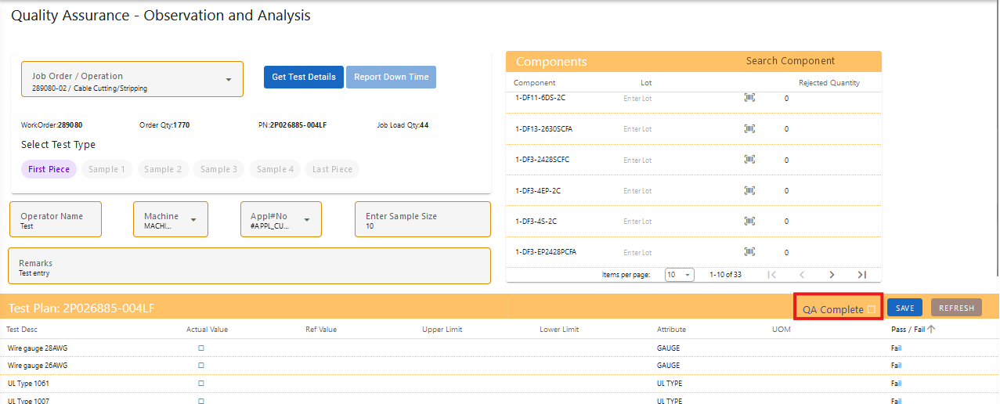 Quality Assurance - Observation and Analysis
Job Order / Operation
289080-02 / Cable Cutting/Stripping
Get Test Details
Report Down Time
WorkOrder:289080 Order Qty:1770 PN:2P026885-004LF Job Load Qty:44
Select Test Type
First Piece Sample 1 Sample 2 Sample 3 Sample 4 Last Piece
Operator Name
Test
Machine
MACHI...
Appl#No
#APPL_CU...
Enter Sample Size
10
Remarks
Test entry
Components Search Component
Component Lot Rejected Quantity
1-DF11-6DS-2C Enter Lot 0
1-DF13-2630SCFA Enter Lot 0
1-DF3-2428SCFC Enter Lot 0
1-DF3-4EP-2C Enter Lot 0
1-DF3-4S-2C Enter Lot 0
1-DF3-EP2428PCFA Enter Lot 0
Items per page: 10 1-10 of 33
Test Plan: 2P026885-004LF QA Complete SAVE REFRESH
Test Desc Actual Value Ref Value Upper Limit Lower Limit Attribute UOM Pass / Fail
Wire gauge 28AWG GAUGE Fail
Wire gauge 26AWG GAUGE Fail
UL Type 1061 UL TYPE Fail
UL Type 1007 UL TYPE Fail